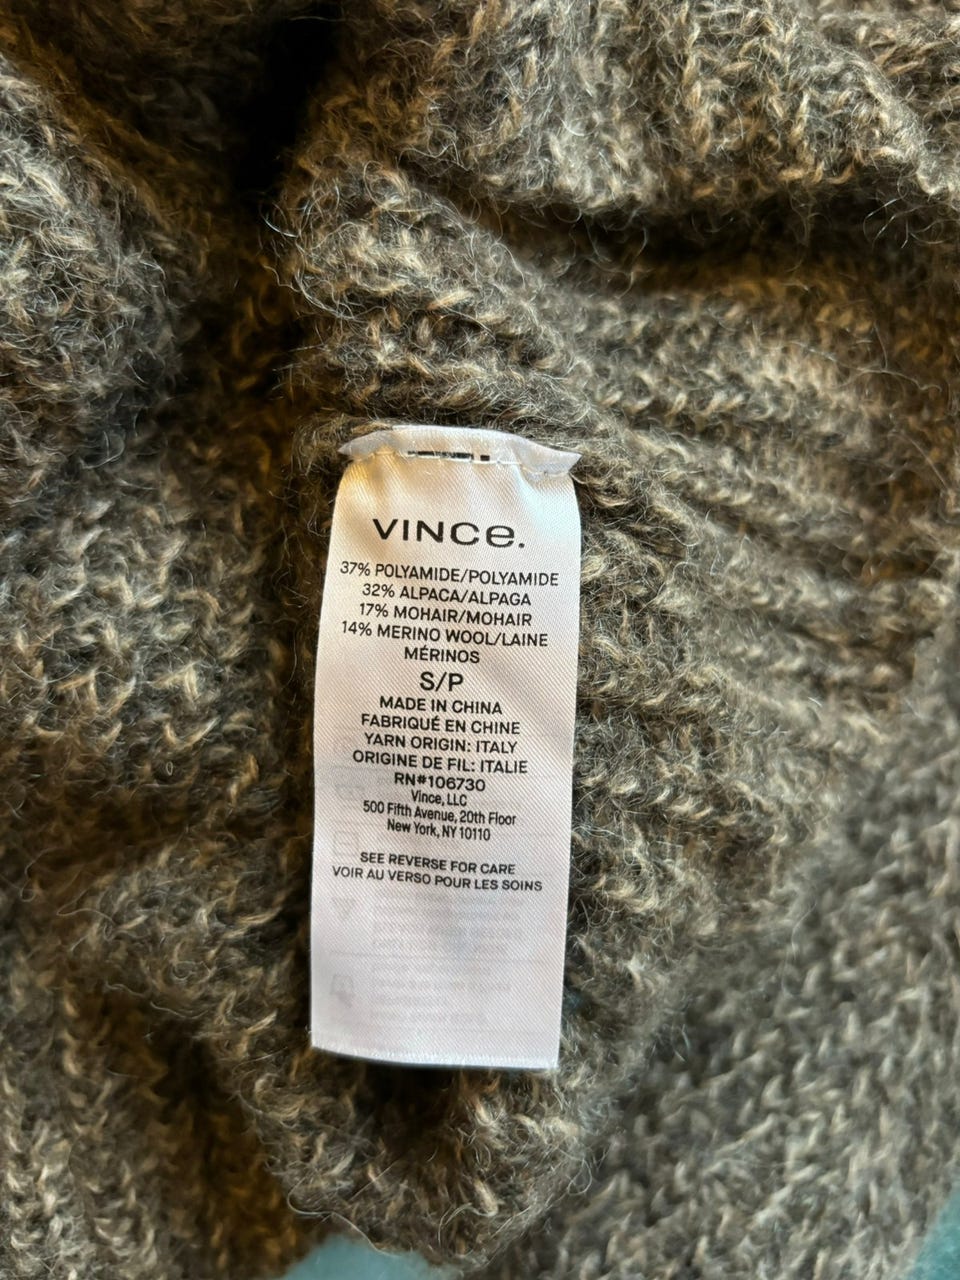 VINCe.
37% POLYAMIDE/POLYAMIDE
32% ALPACA/ALPAGA
17% MOHAIR/MOHAIR
14% MERINO WOOL/LAINE
MÉRINOS
S/P
MADE IN CHINA
FABRIQUÉ EN CHINE
YARN ORIGIN: ITALY
ORIGINE DE FIL: ITALIE
RN#106730
Vince, LLC
500 Fifth Avenue, 20th Floor
New York, NY 10110
SEE REVERSE FOR CARE
VOIR AU VERSO POUR LES SOINS